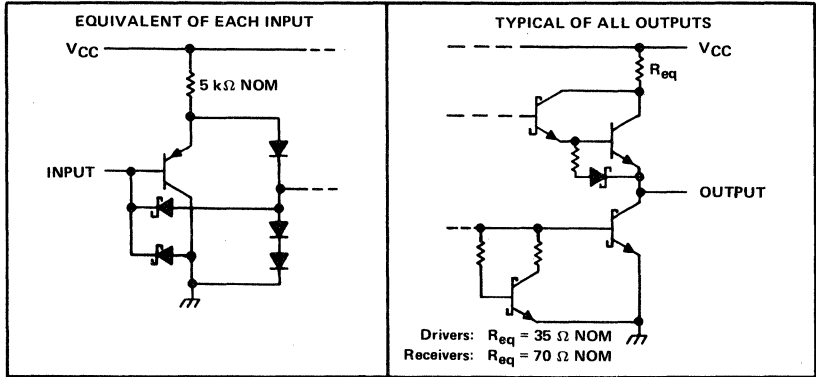 EQUIVALENT OF EACH INPUT
VCC
5 kΩ NOM
INPUT
TYPICAL OF ALL OUTPUTS
VCC
Req
OUTPUT
Drivers: Req = 35 Ω NOM
Receivers: Req = 70 Ω NOM